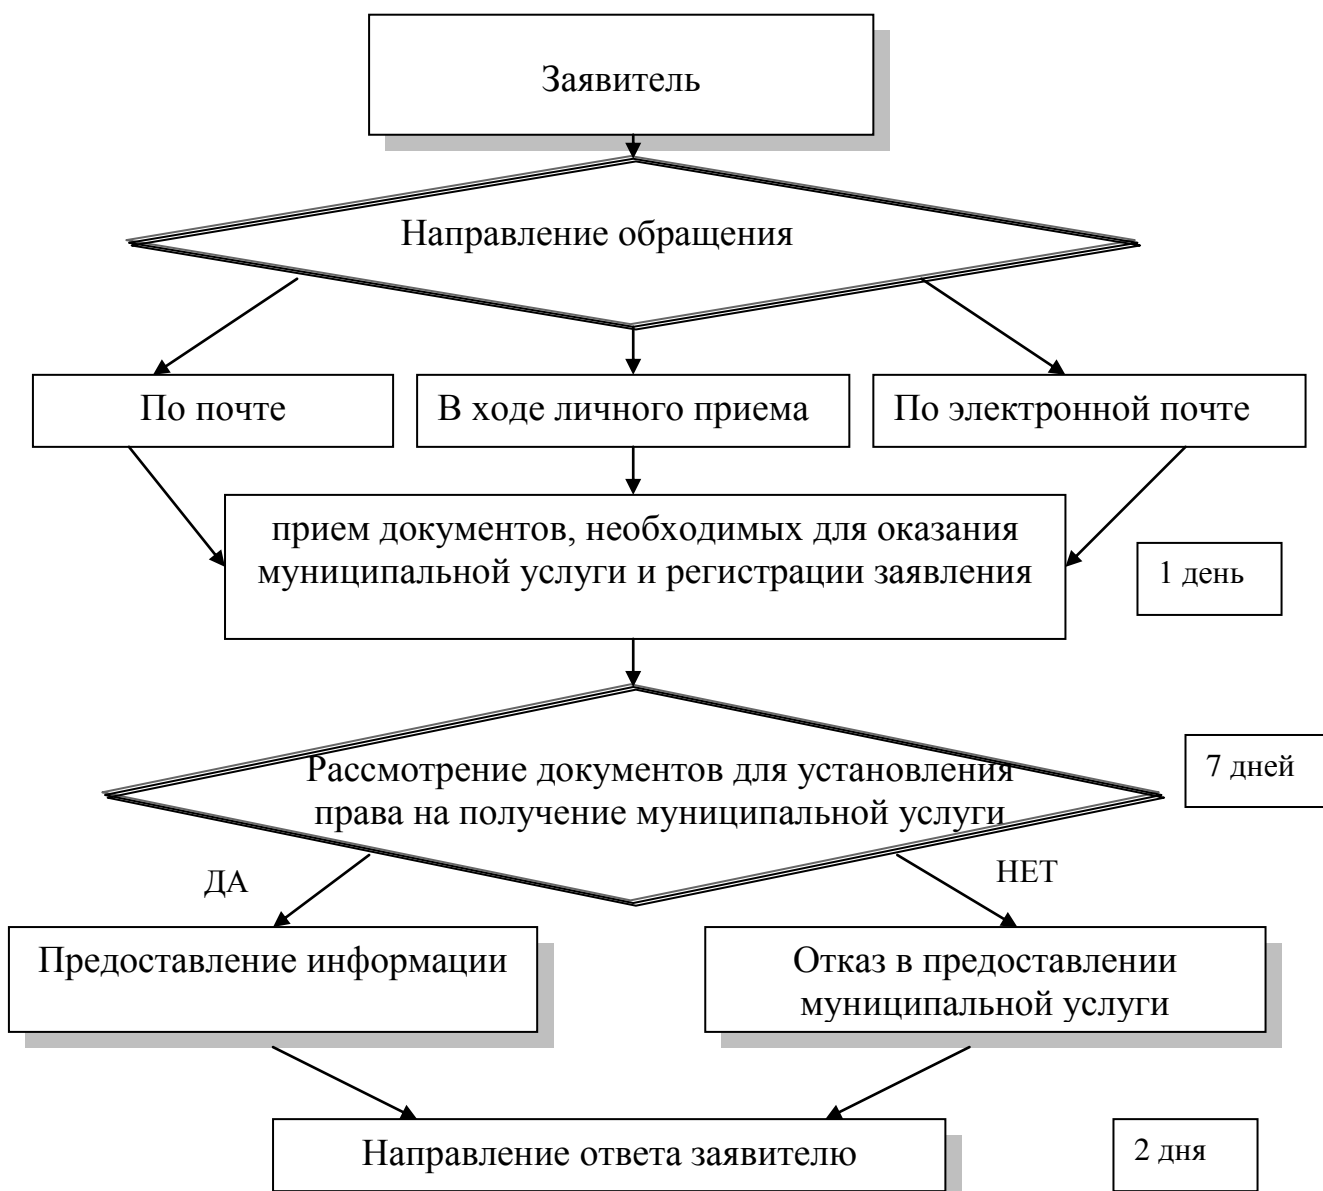 Заявитель
Направление обращения
По почте
В ходе личного приема
По электронной почте
прием документов, необходимых для оказания
муниципальной услуги и регистрации заявления
1 день
7 дней
Рассмотрение документов для установления
права на получение муниципальной услуги
ДА
НЕТ
Предоставление информации
Отказ в предоставлении
муниципальной услуги
Направление ответа заявителю
2 дня